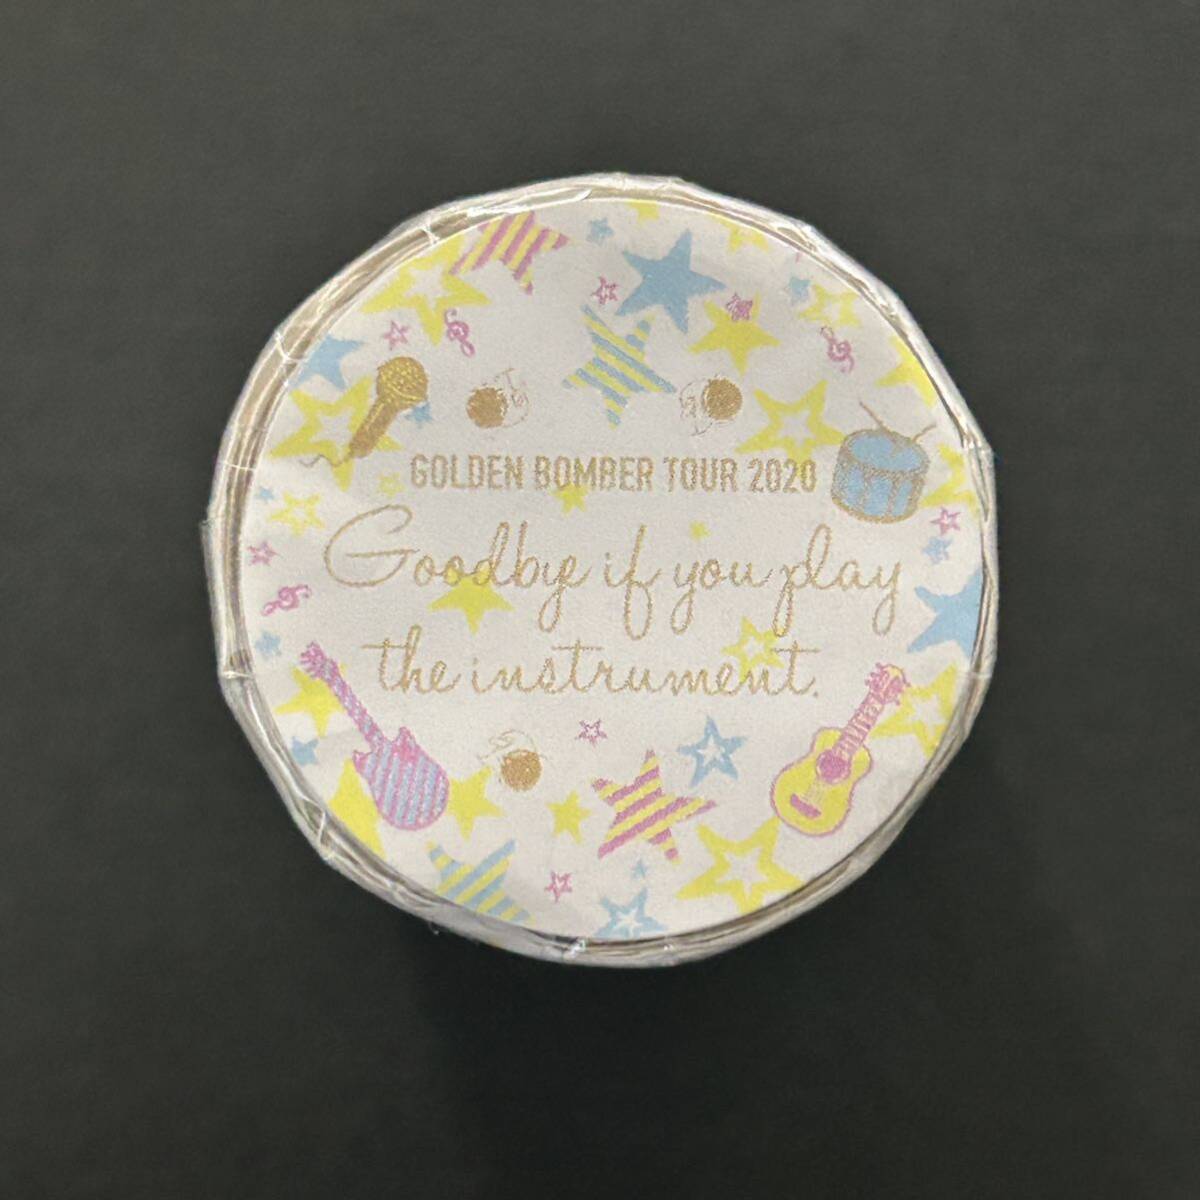 GOLDEN BOMBER TOUR 2020
Goodbye if you play
the instrument.